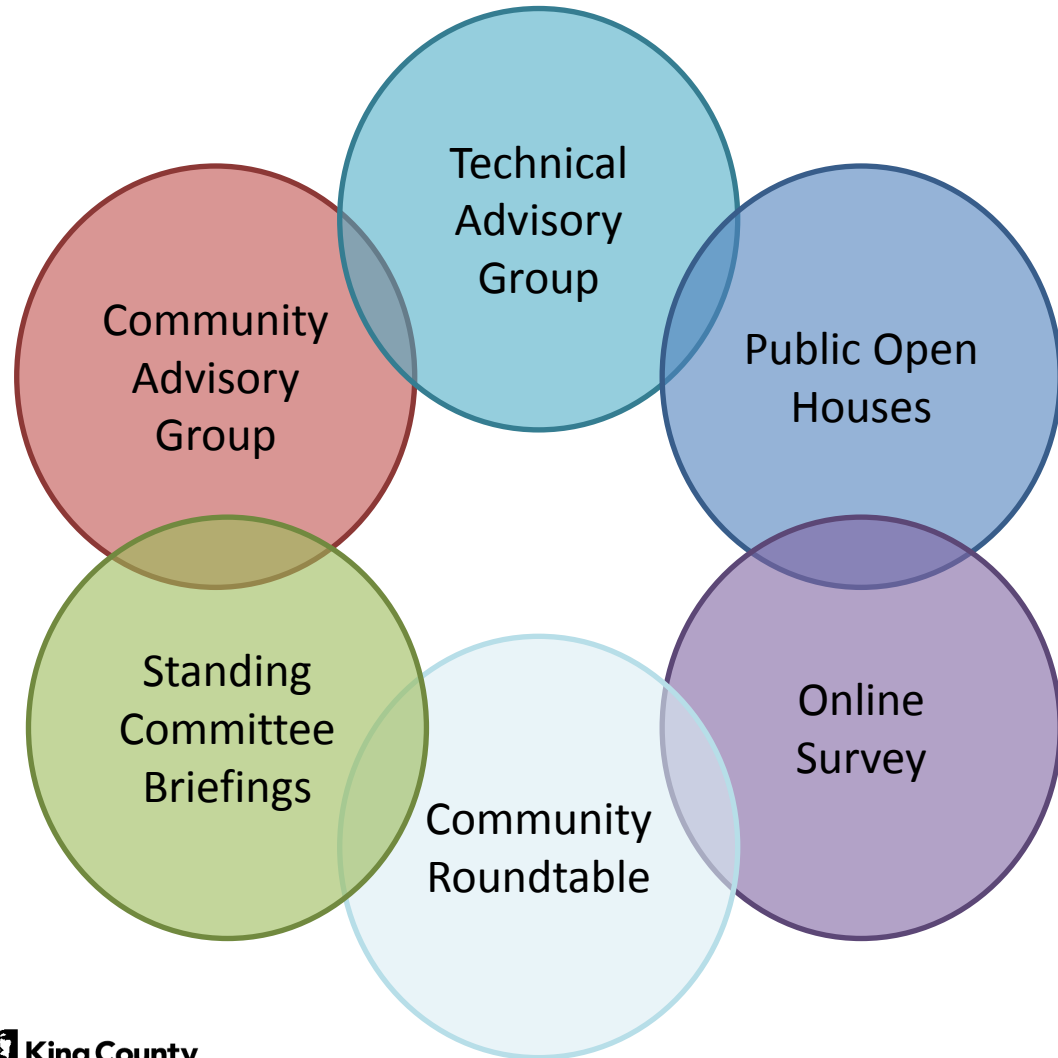 Technical
Advisory
Group
Community
Advisory
Group
Public Open
Houses
Standing
Committee
Briefings
Online
Survey
Community
Roundtable
King County